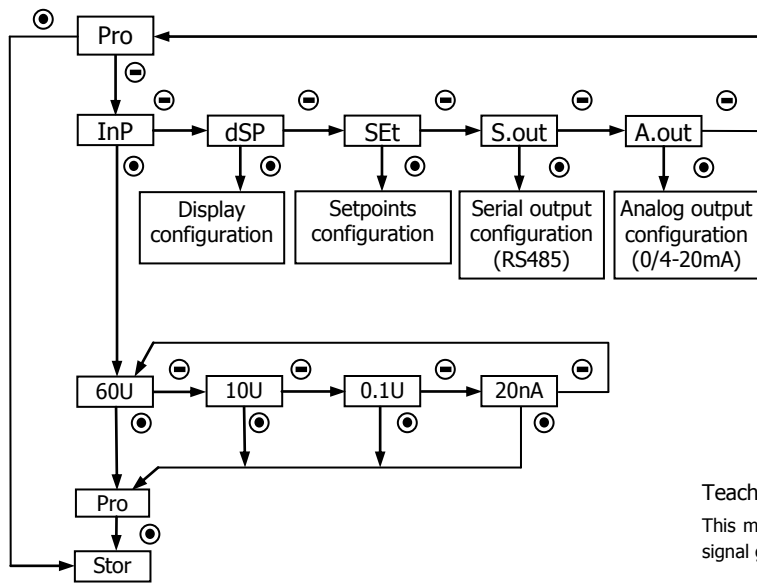 Pro
InP
dSP
SEt
S.out
A.out
Display
configuration
Setpoints
configuration
Serial output
configuration
(RS485)
Analog output
configuration
(0/4-20mA)
60U
10U
0.1U
20nA
Pro
Stor
Teach
This m
signal